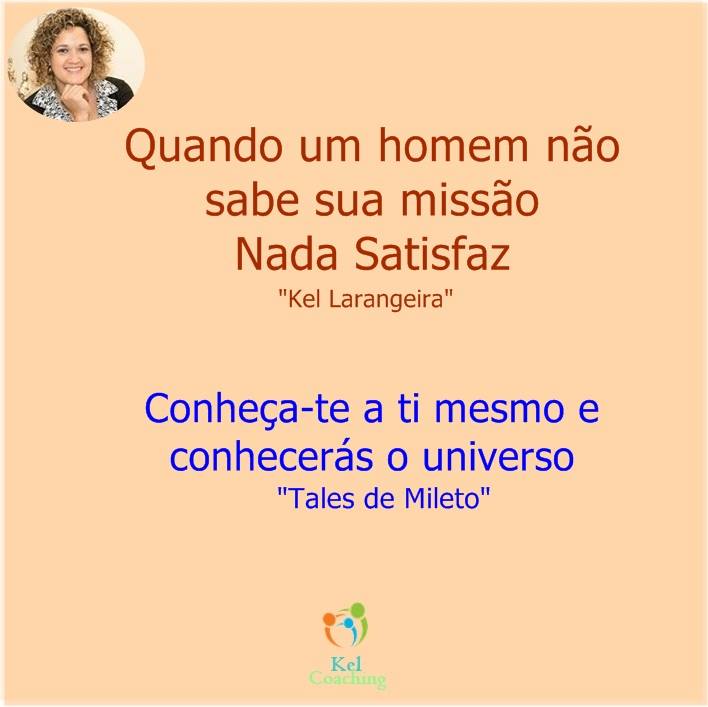 Quando um homem não
sabe sua missão
Nada Satisfaz
"Kel Larangeira"
Conheça-te a ti mesmo e
conhecerás o universo
"Tales de Mileto"
Kel
Coaching